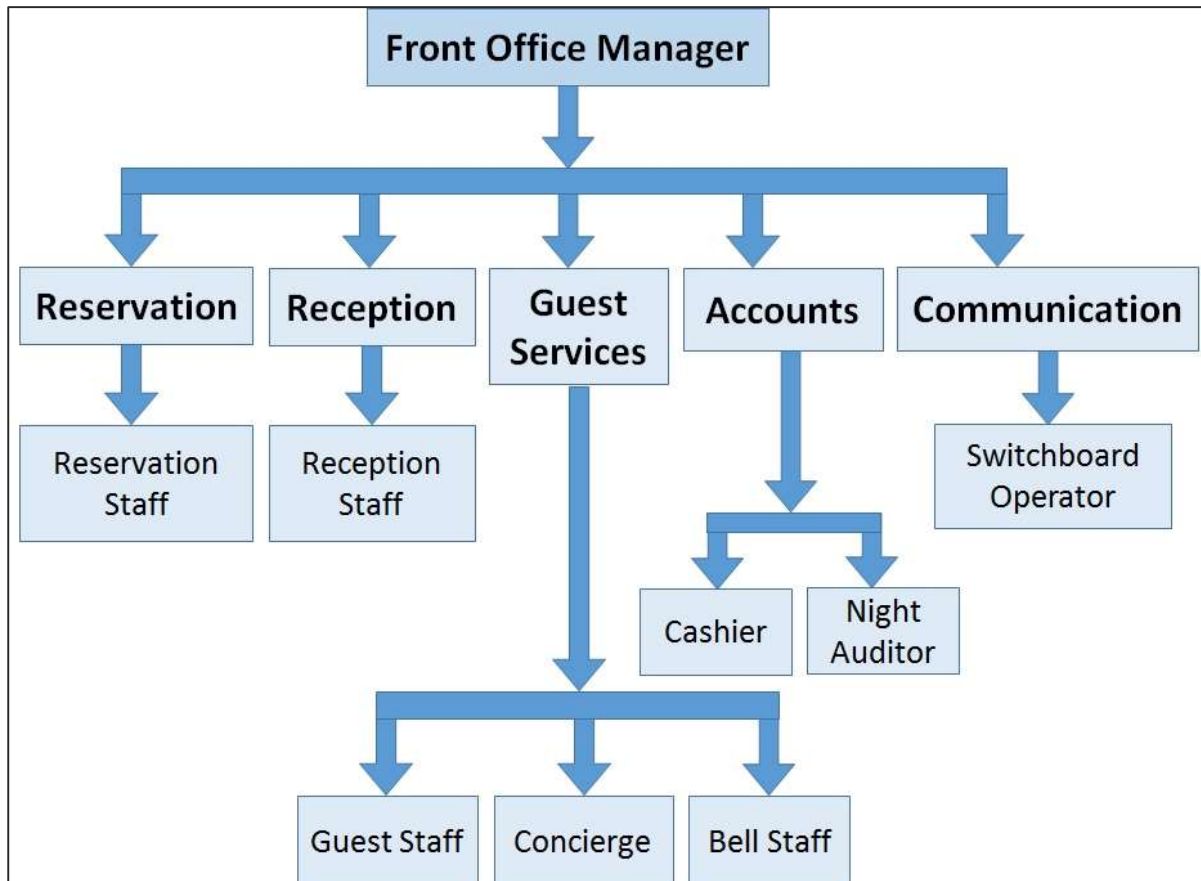 Front Office Manager
Reservation
Reception
Guest
Services
Accounts
Communication
Reservation
Staff
Reception
Staff
Switchboard
Operator
Cashier
Night
Auditor
Guest Staff
Concierge
Bell Staff